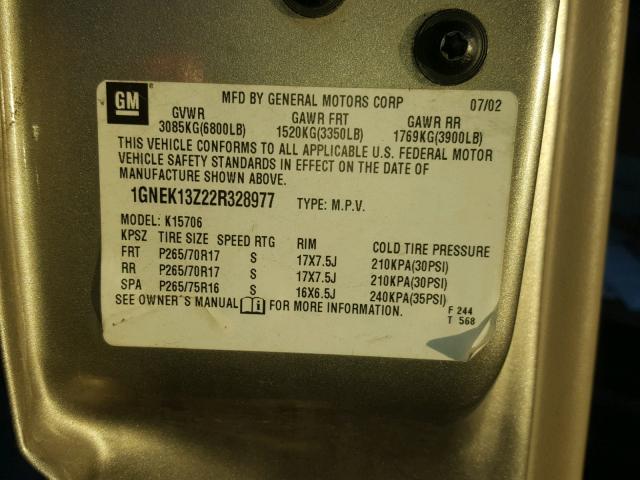 GM ®
MFD BY GENERAL MOTORS CORP 07/02
GVWR GAWR FRT GAWR RR
3085KG(6800LB) 1520KG(3350LB) 1769KG(3900LB)
THIS VEHICLE CONFORMS TO ALL APPLICABLE U.S. FEDERAL MOTOR
VEHICLE SAFETY STANDARDS IN EFFECT ON THE DATE OF
MANUFACTURE SHOWN ABOVE.
1GNEK13Z22R328977 TYPE: M.P.V.
MODEL: K15706
KPSZ TIRE SIZE SPEED RTG RIM COLD TIRE PRESSURE
FRT P265/70R17 S 17X7.5J 210KPA(30PSI)
RR P265/70R17 S 17X7.5J 210KPA(30PSI)
SPA P265/75R16 S 16X6.5J 240KPA(35PSI)
SEE OWNER'S MANUAL FOR MORE INFORMATION.
F 244
T 568